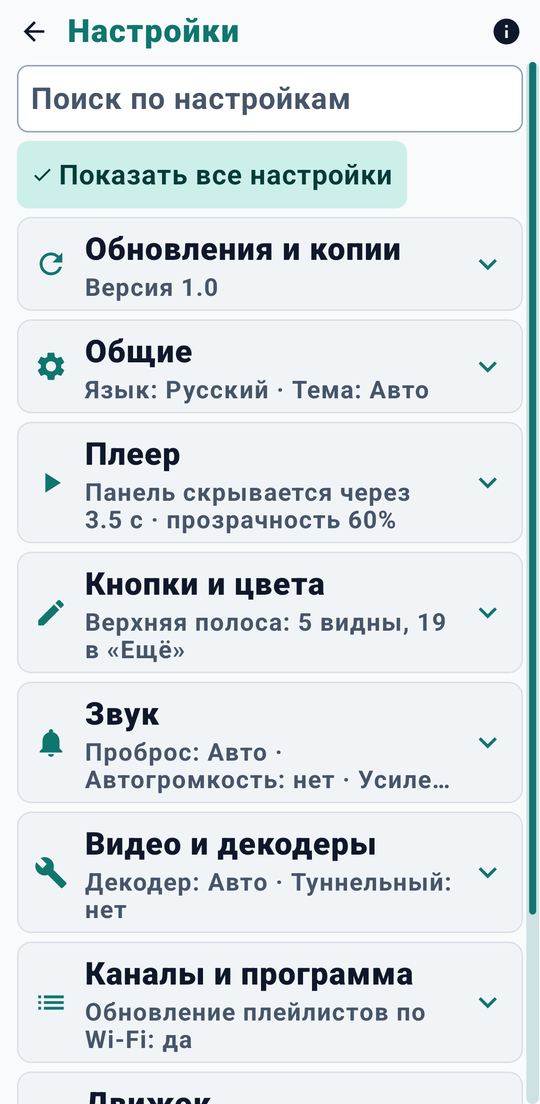 Настройки
Поиск по настройкам
Показать все настройки
Обновления и копии
Версия 1.0
Общие
Язык: Русский · Тема: Авто
Плеер
Панель скрывается через
3.5 с · прозрачность 60%
Кнопки и цвета
Верхняя полоса: 5 видны, 19
в «Ещё»
Звук
Проброс: Авто ·
Автогромкость: нет · Усиле…
Видео и декодеры
Декодер: Авто · Туннельный:
нет
Каналы и программа
Обновление плейлистов по
Wi-Fi: да
Движок